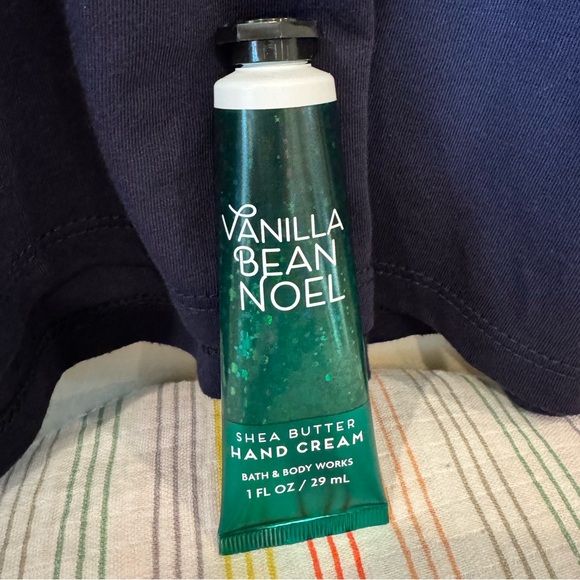 VANILLA
BEAN
NOEL
SHEA BUTTER
HAND CREAM
BATH & BODY WORKS
1 FL OZ / 29 mL